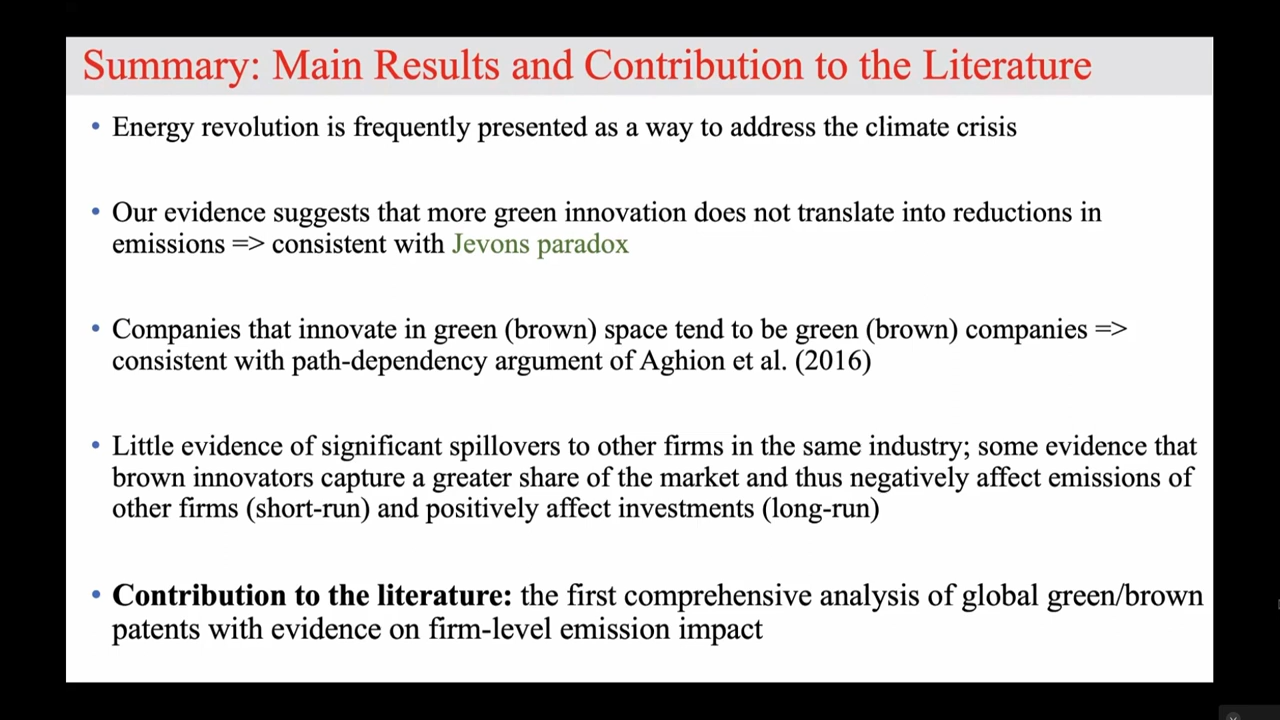 Summary: Main Results and Contribution to the Literature
• Energy revolution is frequently presented as a way to address the climate crisis
• Our evidence suggests that more green innovation does not translate into reductions in
emissions => consistent with Jevons paradox
• Companies that innovate in green (brown) space tend to be green (brown) companies =>
consistent with path-dependency argument of Aghion et al. (2016)
• Little evidence of significant spillovers to other firms in the same industry; some evidence that
brown innovators capture a greater share of the market and thus negatively affect emissions of
other firms (short-run) and positively affect investments (long-run)
• Contribution to the literature: the first comprehensive analysis of global green/brown
patents with evidence on firm-level emission impact